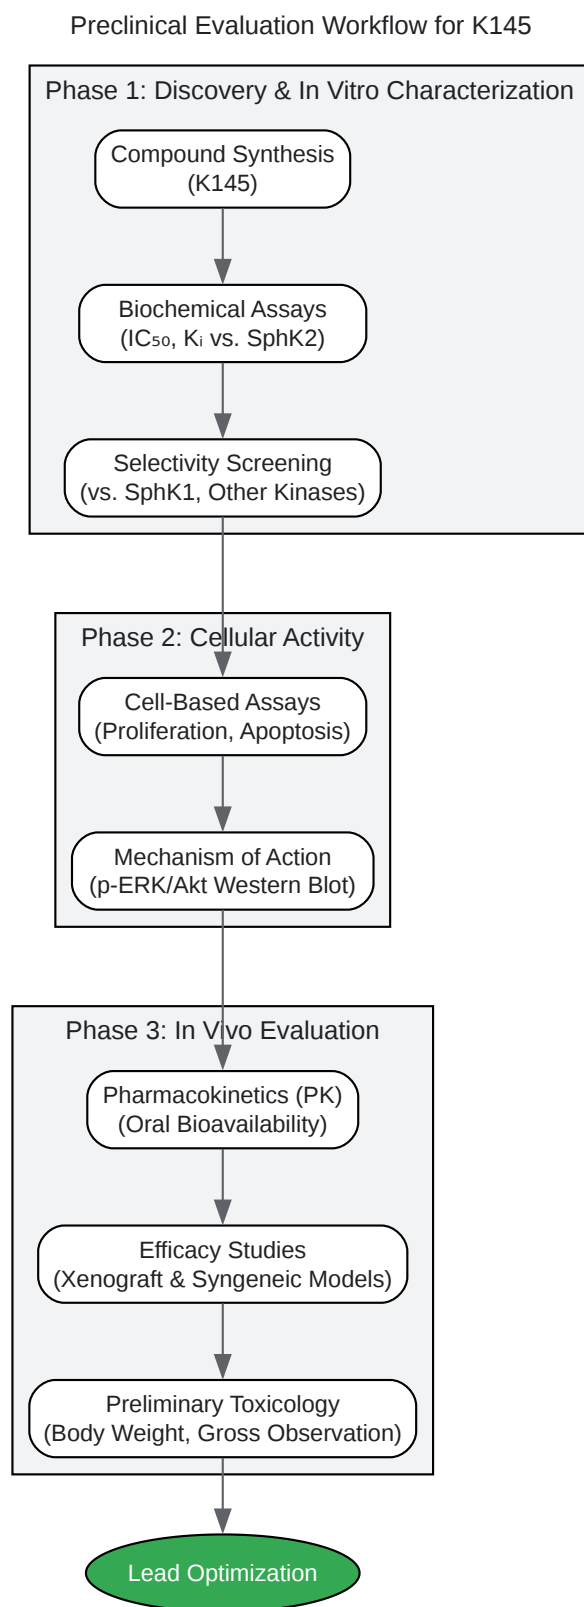 Preclinical Evaluation Workflow for K145
Phase 1: Discovery & In Vitro Characterization
Compound Synthesis
(K145)
Biochemical Assays
(IC₅₀, Kᵢ vs. SphK2)
Selectivity Screening
(vs. SphK1, Other Kinases)
Phase 2: Cellular Activity
Cell-Based Assays
(Proliferation, Apoptosis)
Mechanism of Action
(p-ERK/Akt Western Blot)
Phase 3: In Vivo Evaluation
Pharmacokinetics (PK)
(Oral Bioavailability)
Efficacy Studies
(Xenograft & Syngeneic Models)
Preliminary Toxicology
(Body Weight, Gross Observation)
Lead Optimization